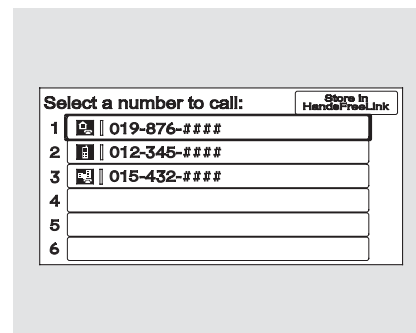 Select a number to call:
Store in
HandsFreeLink
1 019-876-####
2 012-345-####
3 015-432-####
4
5
6